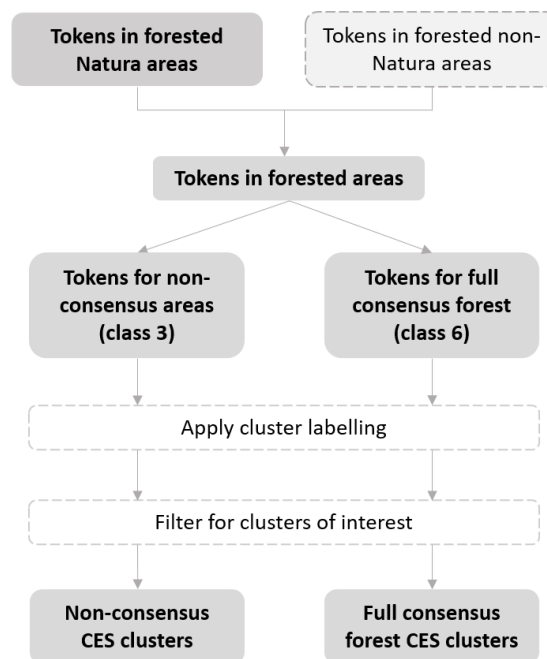 Tokens in forested
Natura areas
Tokens in forested non-
Natura areas
Tokens in forested areas
Tokens for non-
consensus areas
(class 3)
Tokens for full
consensus forest
(class 6)
Apply cluster labelling
Filter for clusters of interest
Non-consensus
CES clusters
Full consensus
forest CES clusters